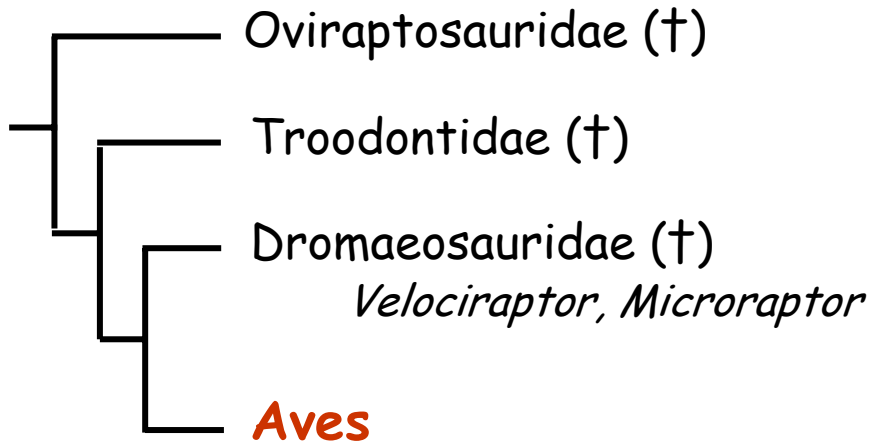 Oviraptosauridae (†)
Troodontidae (†)
Dromaeosauridae (†)
Velociraptor, Microraptor
Aves